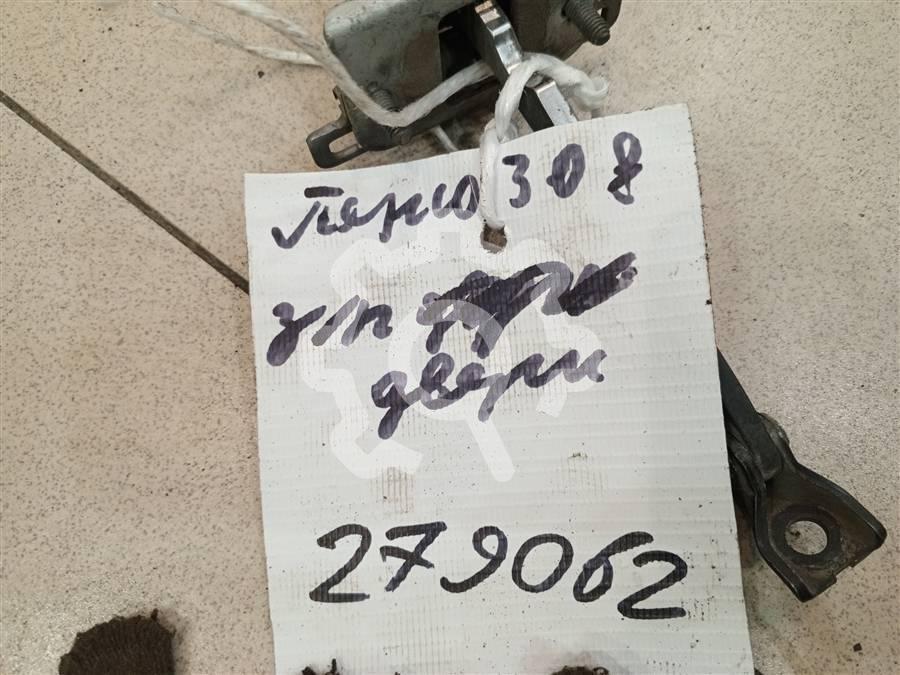 Пежо 308
з/п
двери
279062